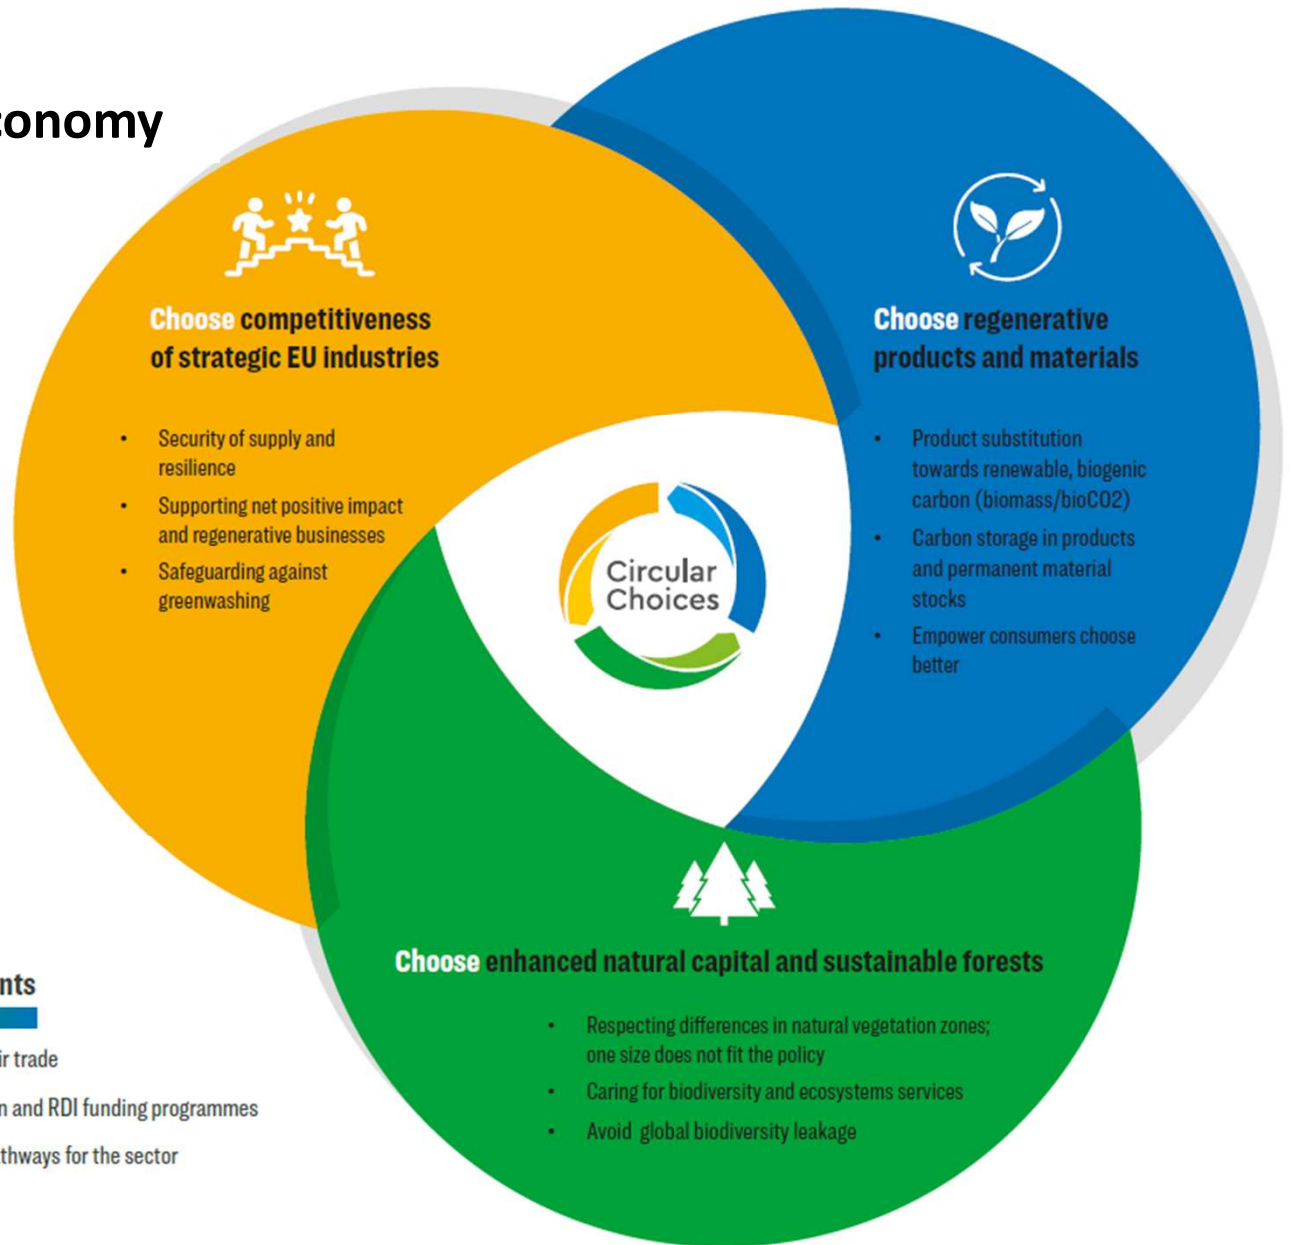 conomy
Choose competitiveness
of strategic EU industries
• Security of supply and
resilience
• Supporting net positive impact
and regenerative businesses
• Safeguarding against
greenwashing
Choose regenerative
products and materials
• Product substitution
towards renewable, biogenic
carbon (biomass/bioCO2)
• Carbon storage in products
and permanent material
stocks
• Empower consumers choose
better
Circular
Choices
Choose enhanced natural capital and sustainable forests
• Respecting differences in natural vegetation zones;
one size does not fit the policy
• Caring for biodiversity and ecosystems services
• Avoid global biodiversity leakage
nts
ir trade
n and RDI funding programmes
thways for the sector